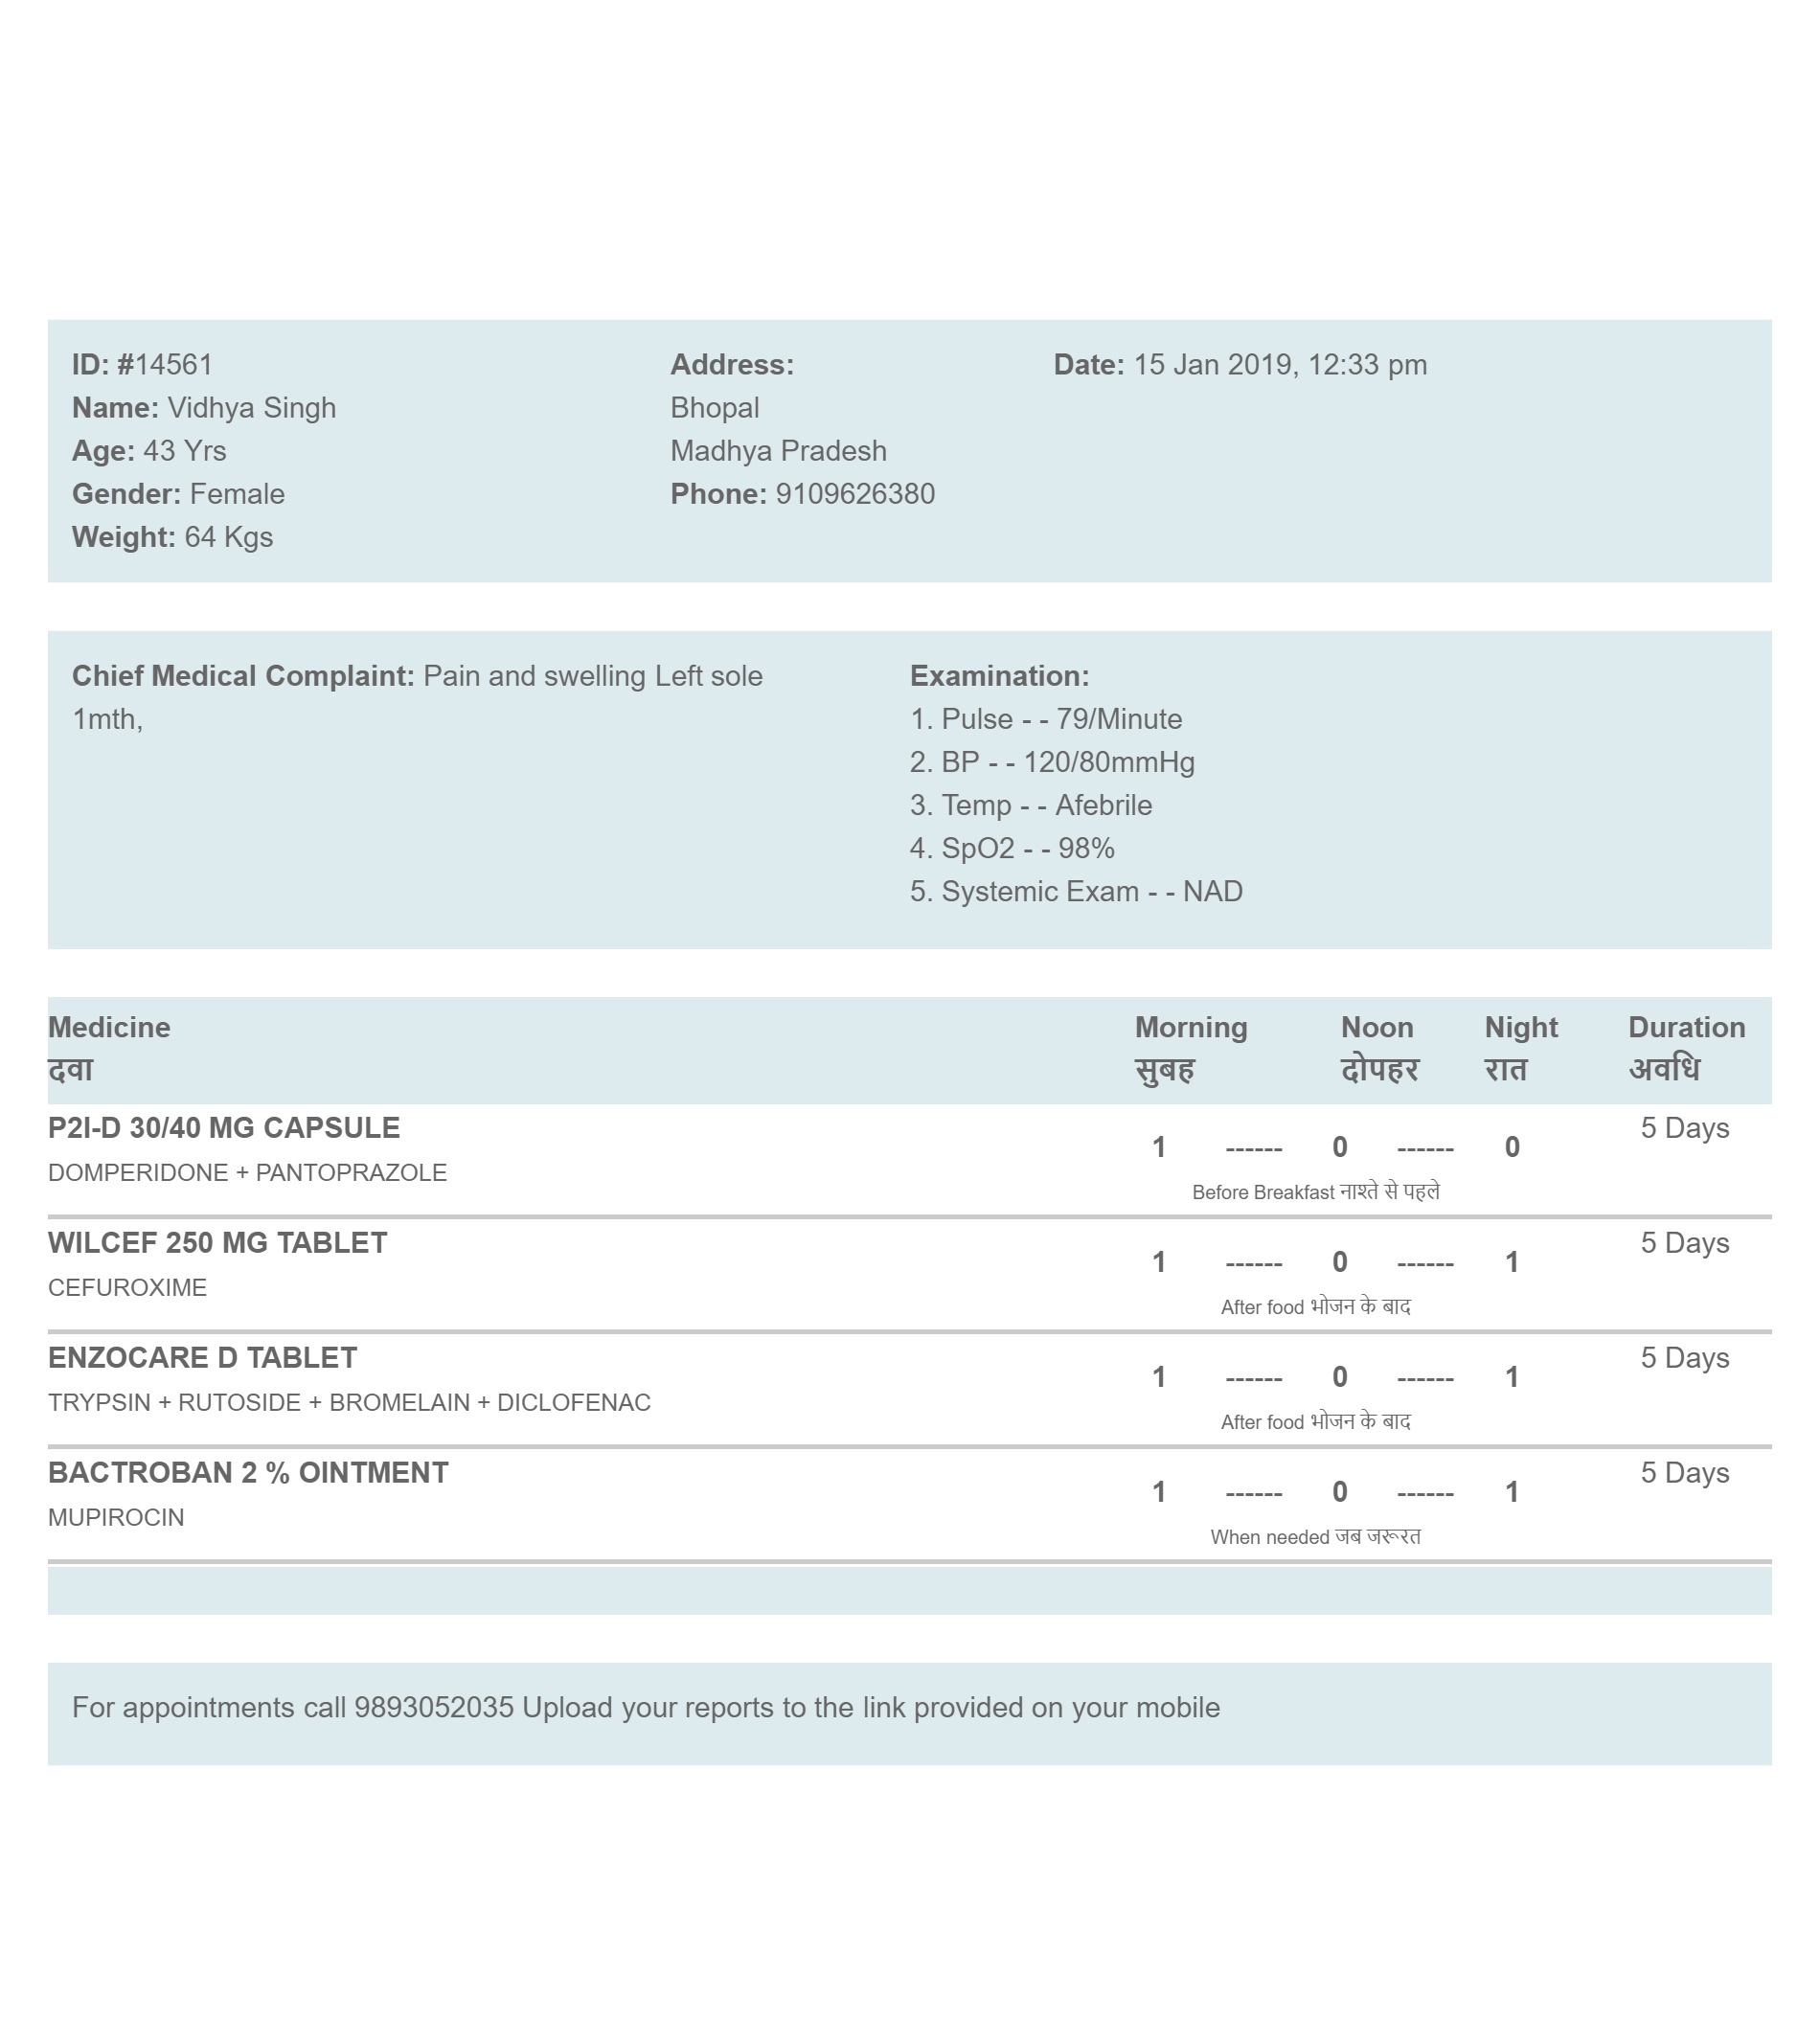 ID: #14561
Name: Vidhya Singh
Age: 43 Yrs
Gender: Female
Weight: 64 Kgs
Address:
Bhopal
Madhya Pradesh
Phone: 9109626380
Date: 15 Jan 2019, 12:33 pm
Chief Medical Complaint: Pain and swelling Left sole
1mth,
Examination:
1. Pulse - - 79/Minute
2. BP - - 120/80mmHg
3. Temp - - Afebrile
4. SpO2 - - 98%
5. Systemic Exam - - NAD
Medicine Morning Noon Night Duration
दवा सुबह दोपहर रात अवधि
P2I-D 30/40 MG CAPSULE 5 Days
1 ------ 0 ------ 0
DOMPERIDONE + PANTOPRAZOLE
Before Breakfast नाश्ते से पहले
WILCEF 250 MG TABLET 5 Days
1 ------ 0 ------ 1
CEFUROXIME
After food भोजन के बाद
ENZOCARE D TABLET 5 Days
1 ------ 0 ------ 1
TRYPSIN + RUTOSIDE + BROMELAIN + DICLOFENAC
After food भोजन के बाद
BACTROBAN 2 % OINTMENT 5 Days
1 ------ 0 ------ 1
MUPIROCIN
When needed जब जरूरत
For appointments call 9893052035 Upload your reports to the link provided on your mobile